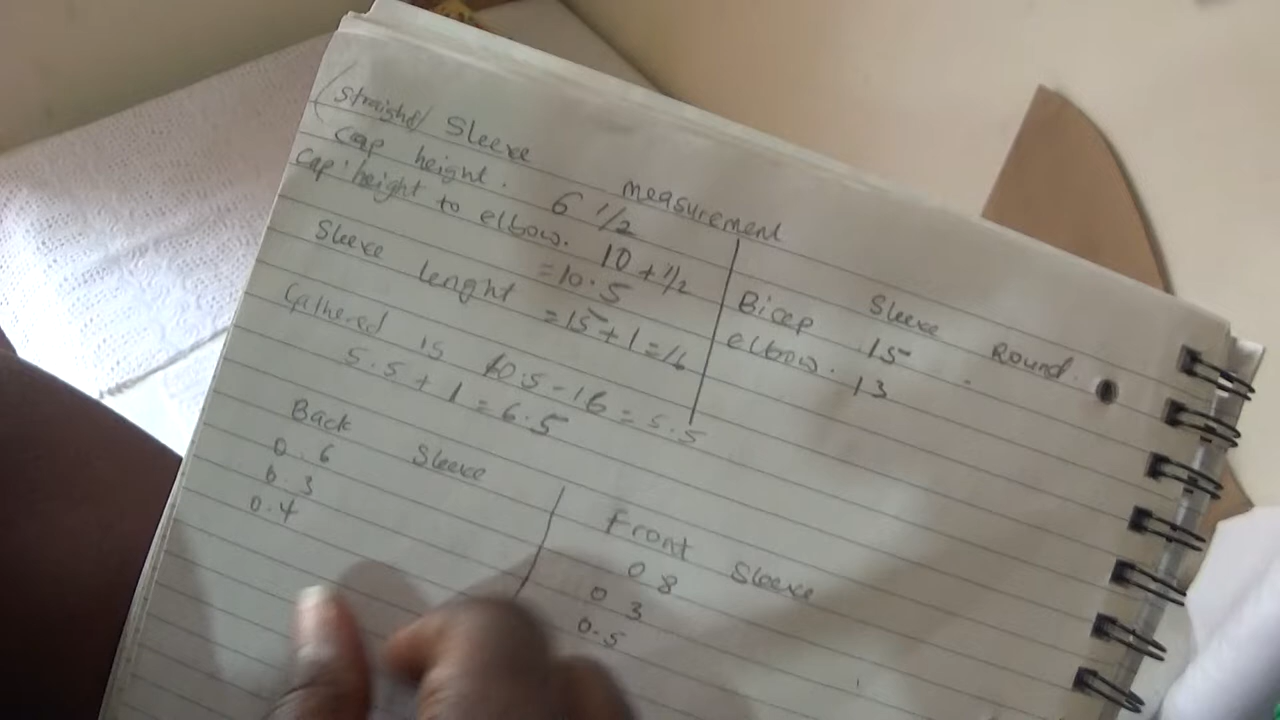 (Straight) Sleeve measurement
Cap height. 6 1/2
Cap height to elbow. 10 + 1/2
= 10.5
Sleeve lenght = 15 + 1 = 16
Gathered 15 10.5 - 16 = 5.5
5.5 + 1 = 6.5
Sleeve Round.
Bicep 15
elbow. 13
Back Sleeve
0.6
0.3
0.4
Front Sleeve
0 8
0 3
0.5